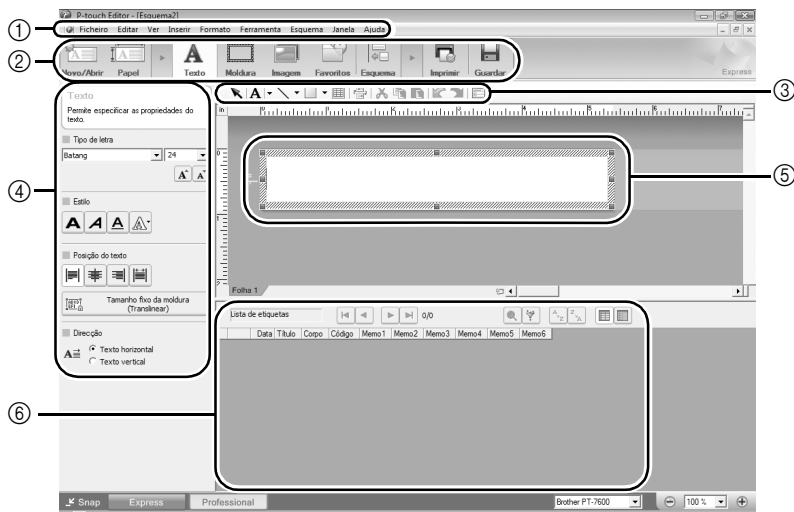 P-touch Editor - [Esquema2]
① Ficheiro Editar Ver Inserir Formato Ferramenta Esquema Janela Ajuda
②
Novo/Abrir Papel Texto Moldura Imagem Favoritos Esquema Imprimir Guardar Express
③
Texto
Permite especificar as propriedades do
texto.
Tipo de letra
Batang 24
④
Estilo
Posição do texto
Tamanho fixo da moldura
(Translinear)
Direcção
Texto horizontal
Texto vertical
⑤
Folha 1
Lista de etiquetas 0/0
Data Título Corpo Código Memo1 Memo2 Memo3 Memo4 Memo5 Memo6
⑥
Snap Express Professional Brother PT-7600 100 %